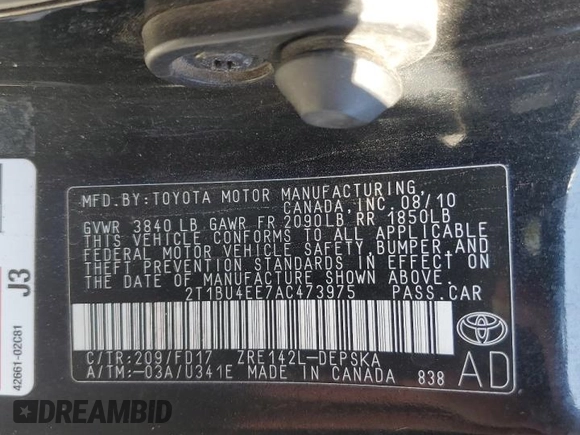 MFD.BY:TOYOTA MOTOR MANUFACTURING,
CANADA, INC. 08/10
GVWR 3840 LB GAWR FR 2090LB RR 1850LB
THIS VEHICLE CONFORMS TO ALL APPLICABLE
FEDERAL MOTOR VEHICLE SAFETY, BUMPER, AND
THEFT PREVENTION STANDARDS IN EFFECT ON
THE DATE OF MANUFACTURE SHOWN ABOVE.
2T1BU4EE7AC473975 PASS.CAR
C/TR:209/FD17 ZRE142L-DEPSKA
A/TM:-03A/U341E MADE IN CANADA 838
AD
J3
42661-02C81
DREAMBID